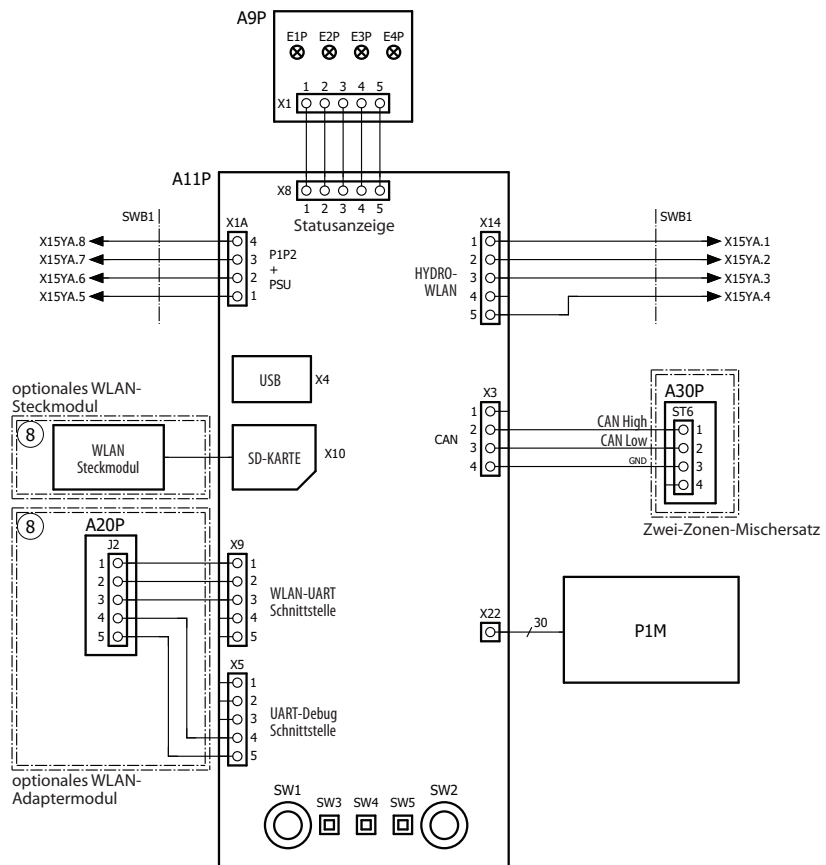 A9P
E1P E2P E3P E4P
1 2 3 4 5
X1
A11P
X8
1 2 3 4 5
Statusanzeige
SWB1
X1A
X15YA.8
4
X15YA.7
3
X15YA.6
2
X15YA.5
1
P1P2
+
PSU
X14
SWB1
1
X15YA.1
2
X15YA.2
3
X15YA.3
4
X15YA.4
5
HYDRO-
WLAN
USB
X4
optionales WLAN-
Steckmodul
8
WLAN
Steckmodul
SD-KARTE
X10
X3
1
2
3
4
CAN
CAN High
CAN Low
GND
A30P
ST6
1
2
3
4
Zwei-Zonen-Mischersatz
8
A20P
J2
1
2
3
4
5
X9
1
2
3
4
5
WLAN-UART
Schnittstelle
X5
1
2
3
4
5
UART-Debug
Schnittstelle
optionales WLAN-
Adaptermodul
X22
30
P1M
SW1
SW3 SW4 SW5
SW2